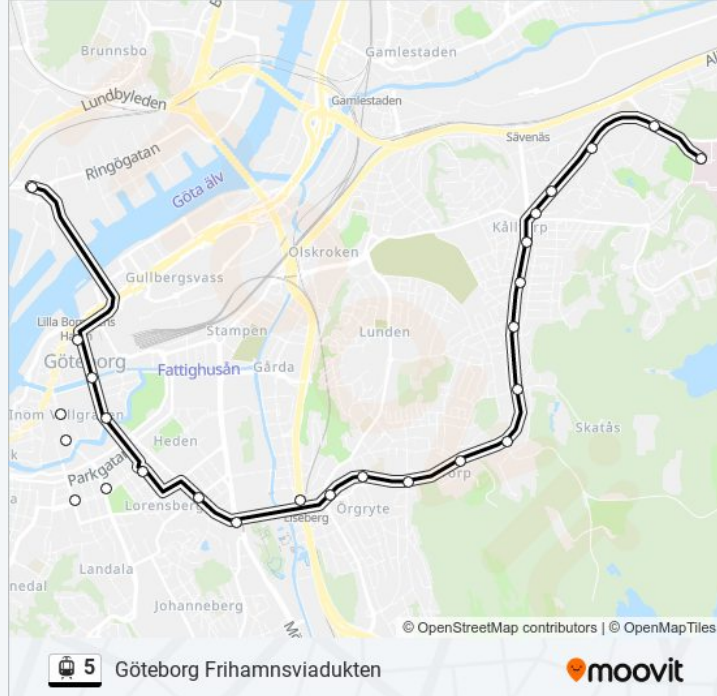 Brunnsbo
Gamlestaden
Lundbyleden
Gamlestaden
Sävenäs
Ringögatan
Göta älv
Kålltorp
Olskroken
Gullbergsvass
Stampen
Lunden
Göteborg
Fattighusån
Gårda
Heden
Skatås
Parkgatan
Lorensberg
Liseberg
Örgryte
Landala
Johanneberg
© OpenStreetMap contributors | © OpenMapTiles
5 Göteborg Frihamnsviadukten
moovit